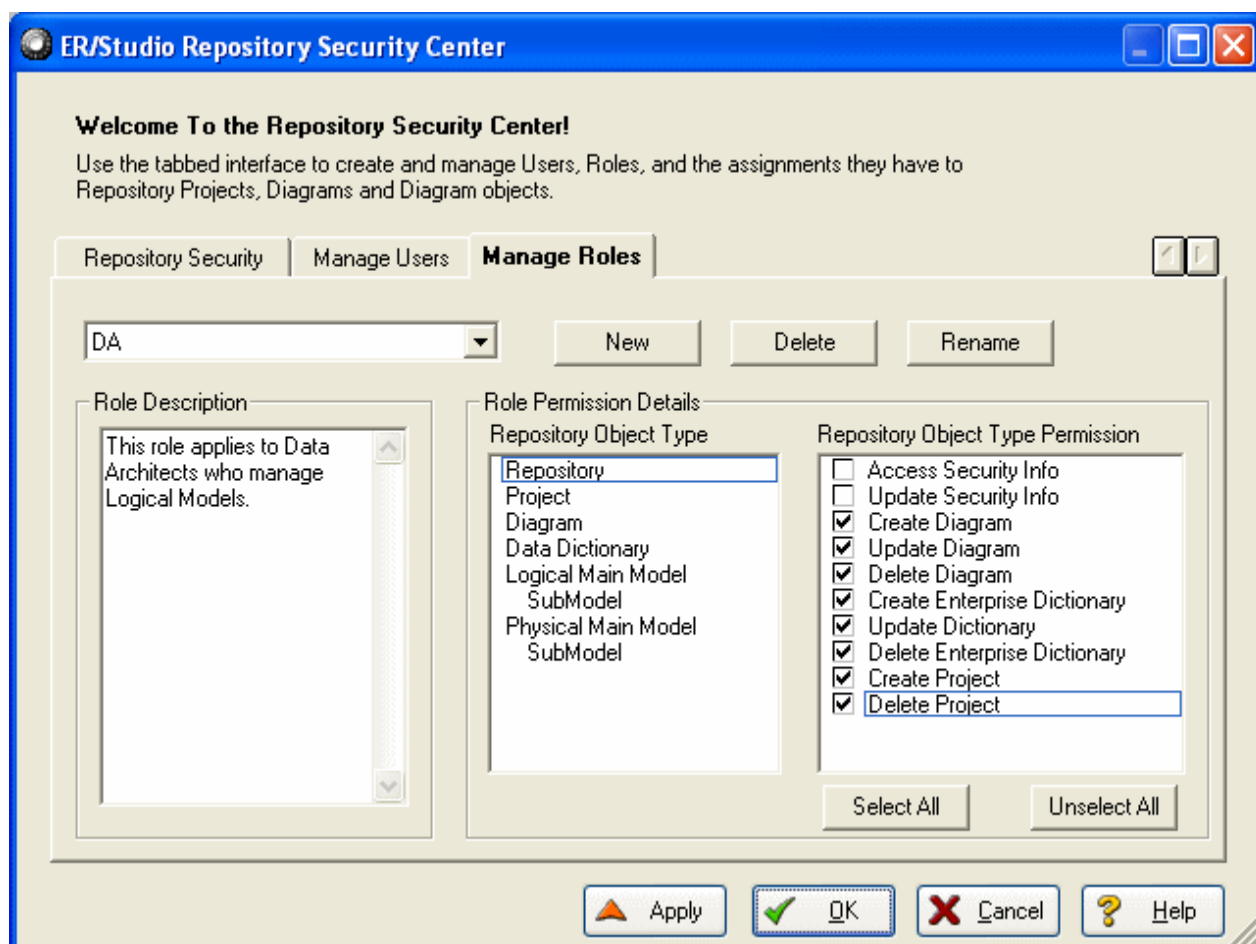 ER/Studio Repository Security Center
Welcome To the Repository Security Center!
Use the tabbed interface to create and manage Users, Roles, and the assignments they have to
Repository Projects, Diagrams and Diagram objects.
Repository Security
Manage Users
Manage Roles
DA
New
Delete
Rename
Role Description
This role applies to Data
Architects who manage
Logical Models.
Role Permission Details
Repository Object Type
Repository
Project
Diagram
Data Dictionary
Logical Main Model
SubModel
Physical Main Model
SubModel
Repository Object Type Permission
Access Security Info
Update Security Info
Create Diagram
Update Diagram
Delete Diagram
Create Enterprise Dictionary
Update Dictionary
Delete Enterprise Dictionary
Create Project
Delete Project
Select All
Unselect All
Apply
OK
Cancel
Help